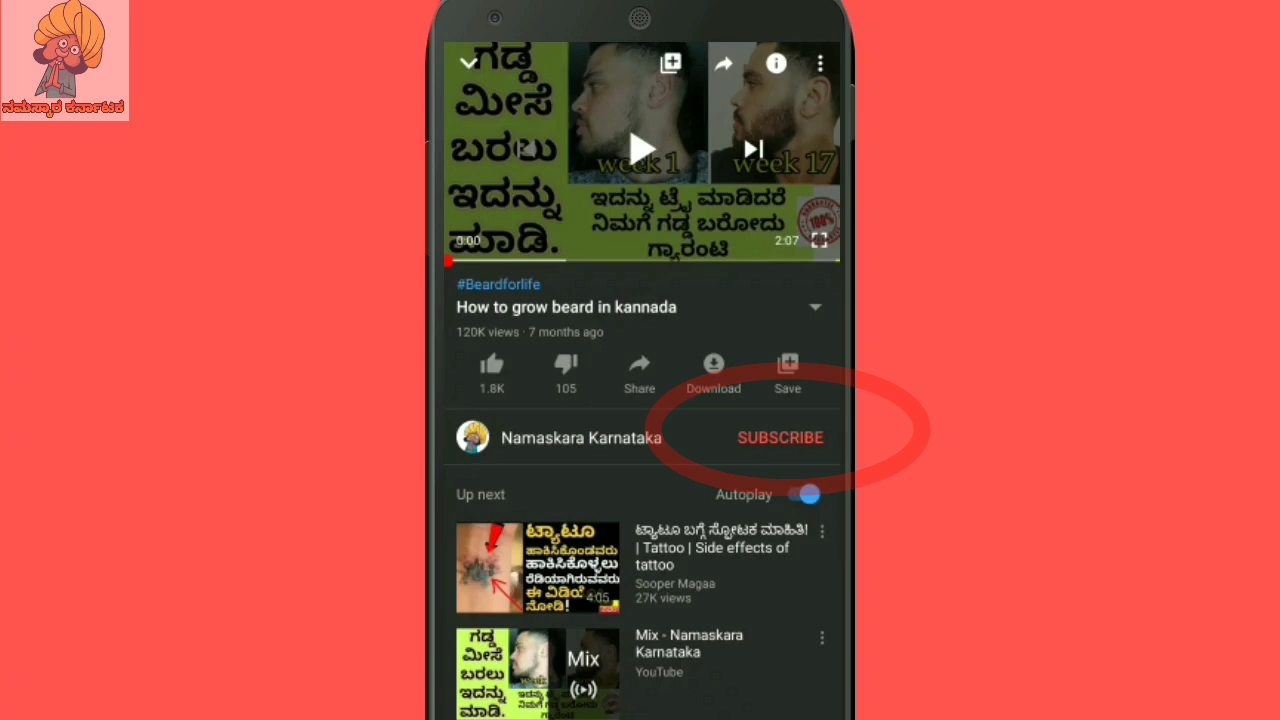 ನಮಸ್ಕಾರ ಕರ್ನಾಟಕ
ಗಡ್ಡ
ಮೀಸೆ
ಬರಲು
ಇದನ್ನು
ಮಾಡಿ.
week 1
week 17
ಇದನ್ನು ಟ್ರೈ ಮಾಡಿದರೆ
ನಿಮಗೆ ಗಡ್ಡ ಬರೋದು
ಗ್ಯಾರಂಟಿ
100%
0:00
2:07
#Beardforlife
How to grow beard in kannada
120K views · 7 months ago
1.8K
105
Share
Download
Save
Namaskara Karnataka
SUBSCRIBE
Up next
Autoplay
ಟ್ಯಾಟೂ
ಹಾಕಿಸಿಕೊಂಡವರು
ಹಾಕಿಸಿಕೊಳ್ಳಲು
ರೆಡಿಯಾಗಿರುವವರು
ಈ ವಿಡಿಯೋ
ನೋಡಿ!
4:05
ಟ್ಯಾಟೂ ಬಗ್ಗೆ ಸ್ಪೋಟಕ ಮಾಹಿತಿ!
| Tattoo | Side effects of
tattoo
Sooper Magaa
27K views
ಗಡ್ಡ
ಮೀಸೆ
ಬರಲು
ಇದನ್ನು
ಮಾಡಿ.
Mix
Mix - Namaskara
Karnataka
YouTube